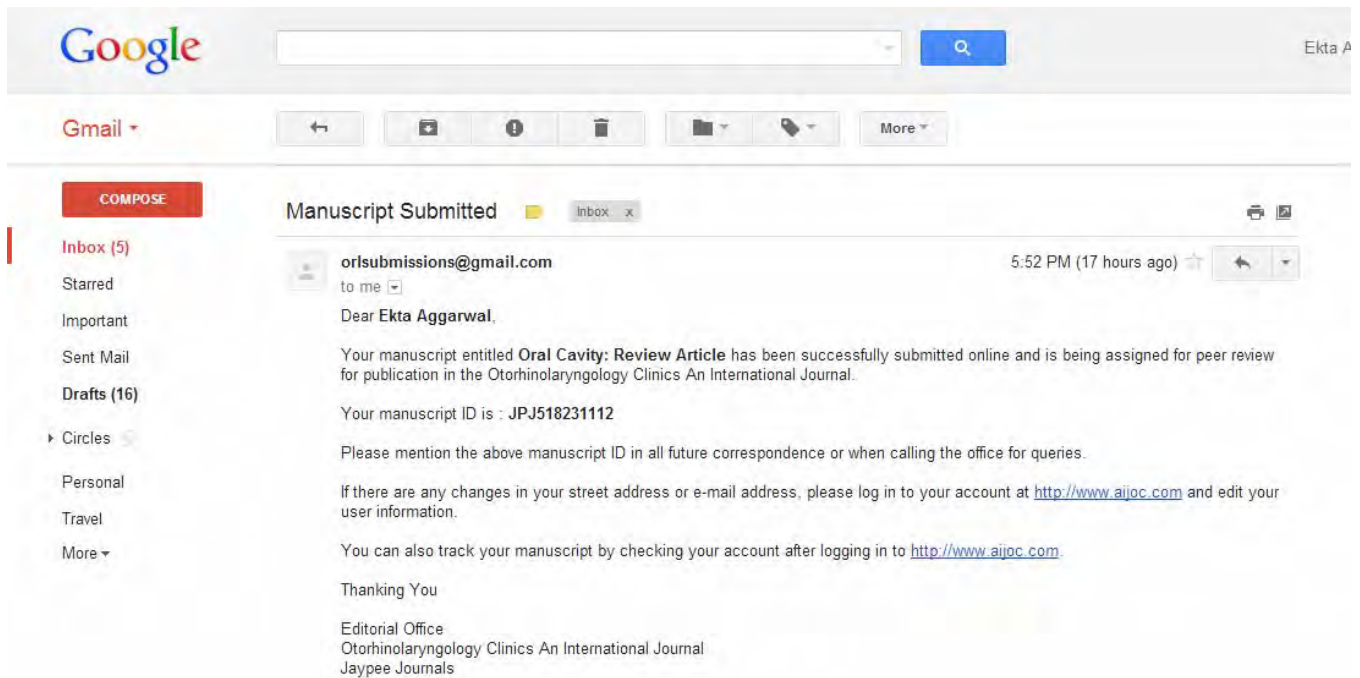 Google
Ekta A
Gmail
More
COMPOSE
Manuscript Submitted
Inbox x
Inbox (5)
Starred
Important
Sent Mail
Drafts (16)
Circles
Personal
Travel
More
orlsubmissions@gmail.com
5:52 PM (17 hours ago)
to me
Dear Ekta Aggarwal,
Your manuscript entitled Oral Cavity: Review Article has been successfully submitted online and is being assigned for peer review
for publication in the Otorhinolaryngology Clinics An International Journal.
Your manuscript ID is : JPJ518231112
Please mention the above manuscript ID in all future correspondence or when calling the office for queries.
If there are any changes in your street address or e-mail address, please log in to your account at http://www.aijoc.com and edit your
user information.
You can also track your manuscript by checking your account after logging in to http://www.aijoc.com.
Thanking You
Editorial Office
Otorhinolaryngology Clinics An International Journal
Jaypee Journals